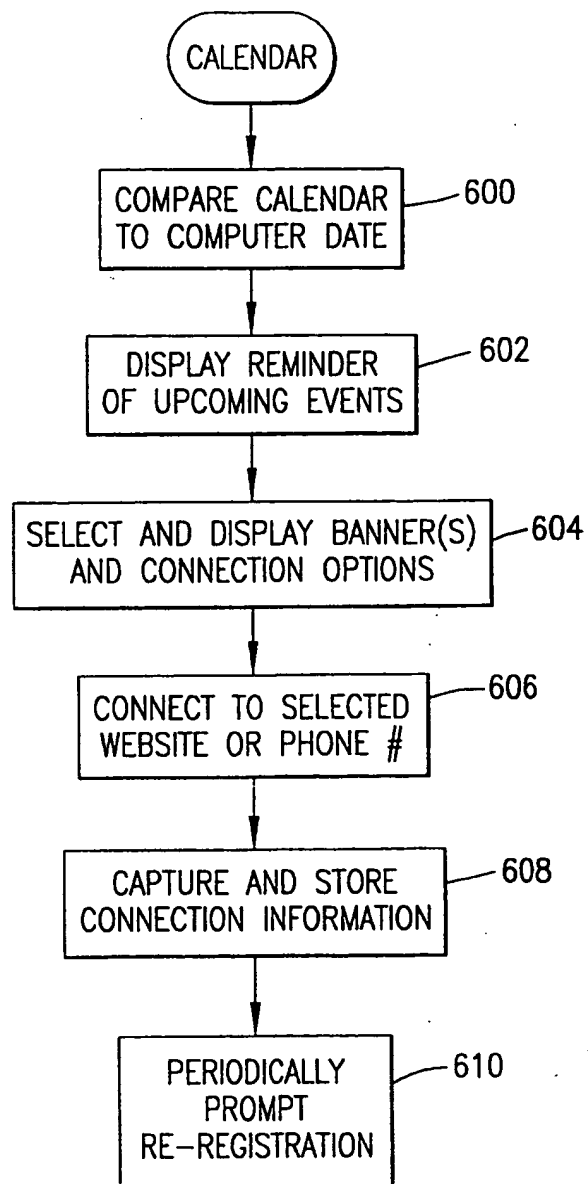 CALENDAR
COMPARE CALENDAR
TO COMPUTER DATE
600
DISPLAY REMINDER
OF UPCOMING EVENTS
602
SELECT AND DISPLAY BANNER(S)
AND CONNECTION OPTIONS
604
CONNECT TO SELECTED
WEBSITE OR PHONE #
606
CAPTURE AND STORE
CONNECTION INFORMATION
608
PERIODICALLY
PROMPT
RE-REGISTRATION
610